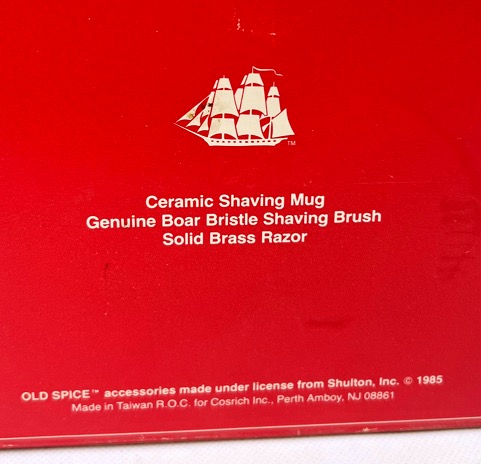 TM
Ceramic Shaving Mug
Genuine Boar Bristle Shaving Brush
Solid Brass Razor
OLD SPICE™ accessories made under license from Shulton, Inc. © 1985
Made in Taiwan R.O.C. for Cosrich Inc., Perth Amboy, NJ 08861